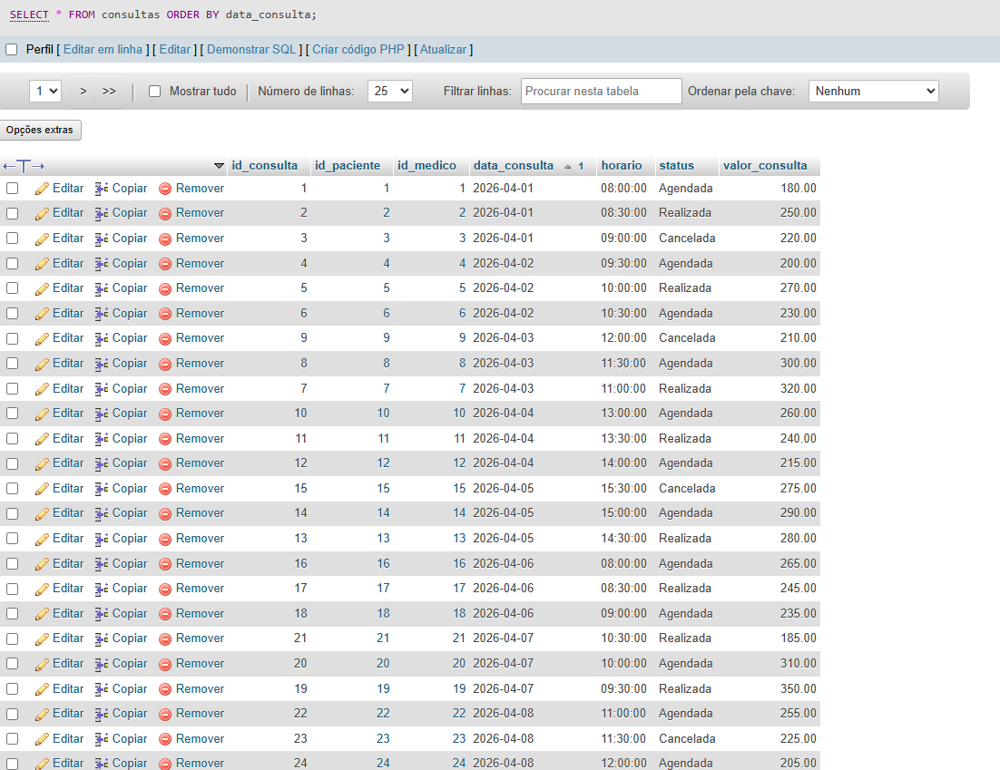 SELECT * FROM consultas ORDER BY data_consulta;
Perfil [ Editar em linha ] [ Editar ] [ Demonstrar SQL ] [ Criar código PHP ] [ Atualizar ]
1 > >> | Mostrar tudo | Número de linhas: 25 Filtrar linhas: Procurar nesta tabela Ordenar pela chave: Nenhum
Opções extras
←T→ id_consulta id_paciente id_medico data_consulta 1 horario status valor_consulta
Editar Copiar Remover 1 1 1 2026-04-01 08:00:00 Agendada 180.00
Editar Copiar Remover 2 2 2 2026-04-01 08:30:00 Realizada 250.00
Editar Copiar Remover 3 3 3 2026-04-01 09:00:00 Cancelada 220.00
Editar Copiar Remover 4 4 4 2026-04-02 09:30:00 Agendada 200.00
Editar Copiar Remover 5 5 5 2026-04-02 10:00:00 Realizada 270.00
Editar Copiar Remover 6 6 6 2026-04-02 10:30:00 Agendada 230.00
Editar Copiar Remover 9 9 9 2026-04-03 12:00:00 Cancelada 210.00
Editar Copiar Remover 8 8 8 2026-04-03 11:30:00 Agendada 300.00
Editar Copiar Remover 7 7 7 2026-04-03 11:00:00 Realizada 320.00
Editar Copiar Remover 10 10 10 2026-04-04 13:00:00 Agendada 260.00
Editar Copiar Remover 11 11 11 2026-04-04 13:30:00 Realizada 240.00
Editar Copiar Remover 12 12 12 2026-04-04 14:00:00 Agendada 215.00
Editar Copiar Remover 15 15 15 2026-04-05 15:30:00 Cancelada 275.00
Editar Copiar Remover 14 14 14 2026-04-05 15:00:00 Agendada 290.00
Editar Copiar Remover 13 13 13 2026-04-05 14:30:00 Realizada 280.00
Editar Copiar Remover 16 16 16 2026-04-06 08:00:00 Agendada 265.00
Editar Copiar Remover 17 17 17 2026-04-06 08:30:00 Realizada 245.00
Editar Copiar Remover 18 18 18 2026-04-06 09:00:00 Agendada 235.00
Editar Copiar Remover 21 21 21 2026-04-07 10:30:00 Realizada 185.00
Editar Copiar Remover 20 20 20 2026-04-07 10:00:00 Agendada 310.00
Editar Copiar Remover 19 19 19 2026-04-07 09:30:00 Realizada 350.00
Editar Copiar Remover 22 22 22 2026-04-08 11:00:00 Agendada 255.00
Editar Copiar Remover 23 23 23 2026-04-08 11:30:00 Cancelada 225.00
Editar Copiar Remover 24 24 24 2026-04-08 12:00:00 Agendada 205.00